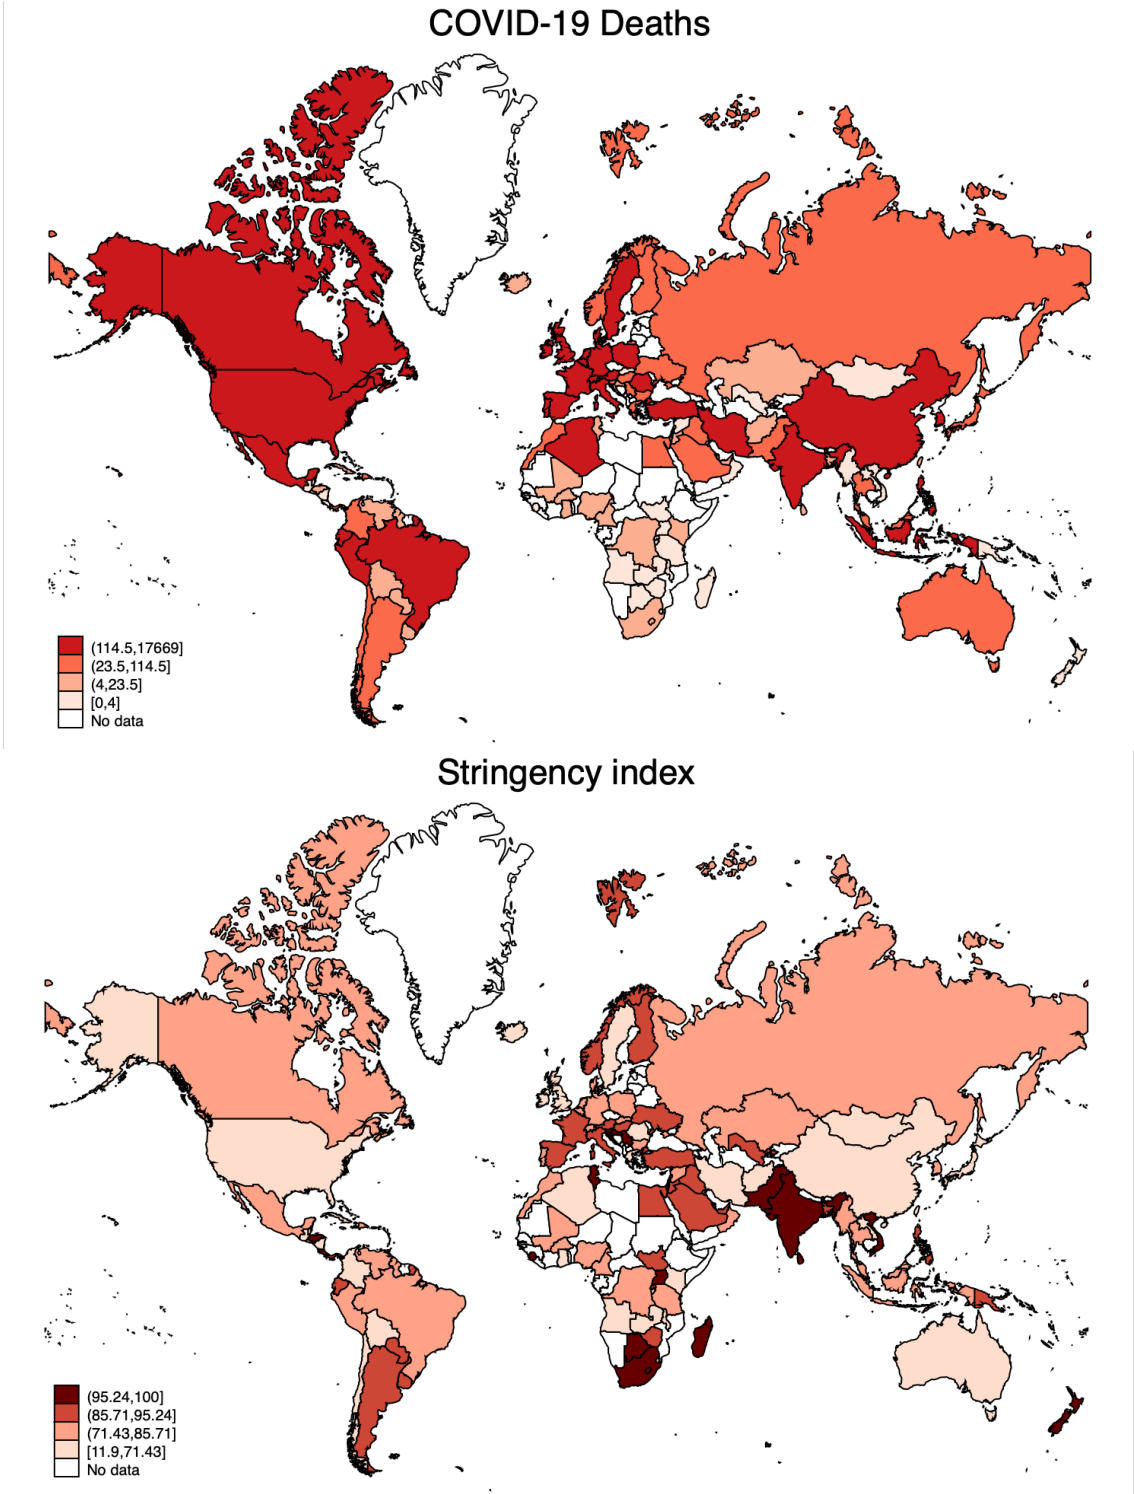 COVID-19 Deaths
(114.5,17669]
(23.5,114.5]
(4,23.5]
[0,4]
No data
Stringency index
(95.24,100]
(85.71,95.24]
(71.43,85.71]
[11.9,71.43]
No data